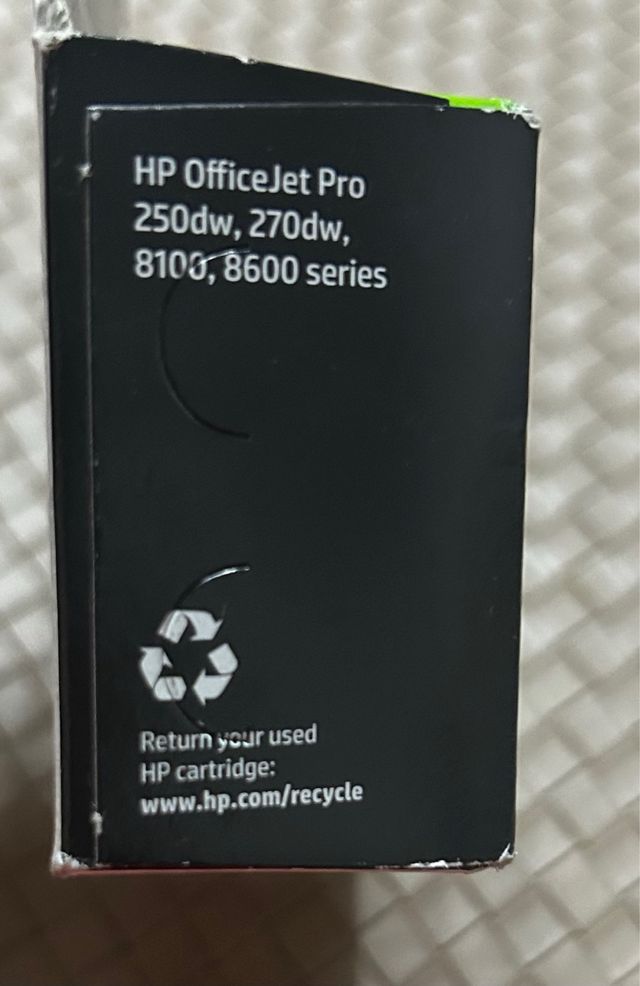 HP OfficeJet Pro
250dw, 270dw,
8100, 8600 series
Return your used
HP cartridge:
www.hp.com/recycle